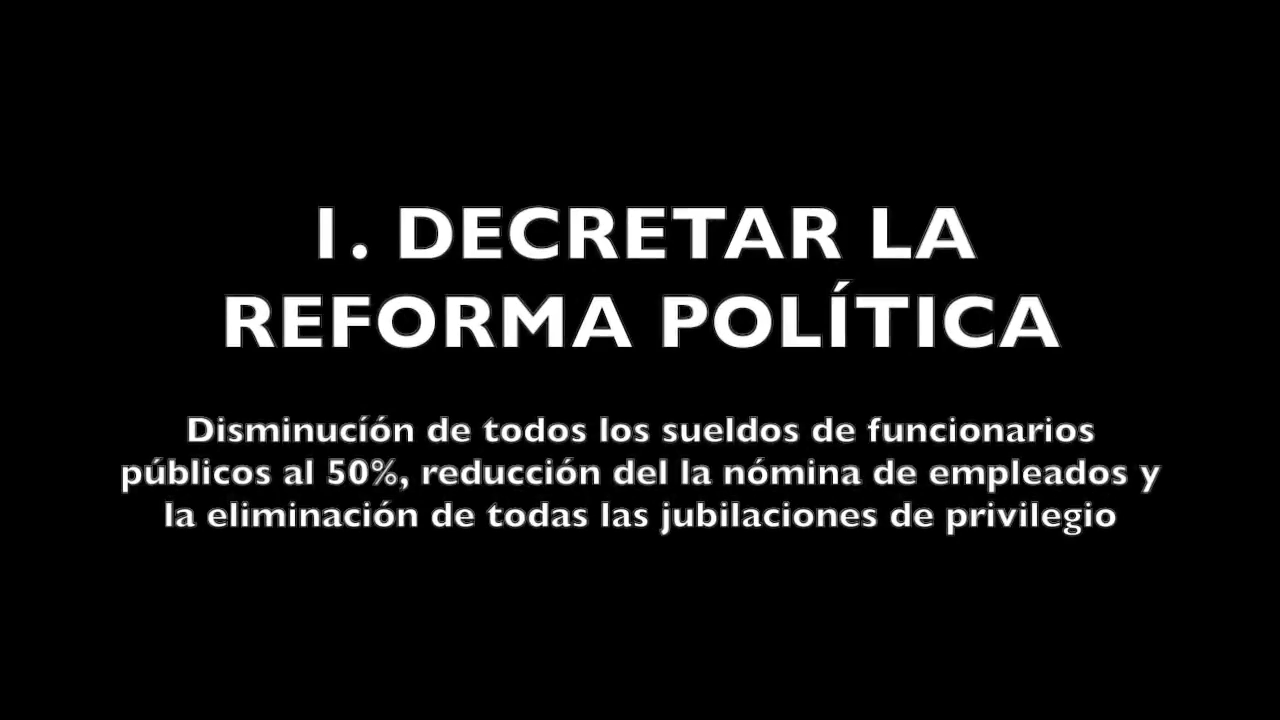 1. DECRETAR LA
REFORMA POLÍTICA
Disminucíón de todos los sueldos de funcionarios
públicos al 50%, reducción del la nómina de empleados y
la eliminación de todas las jubilaciones de privilegio